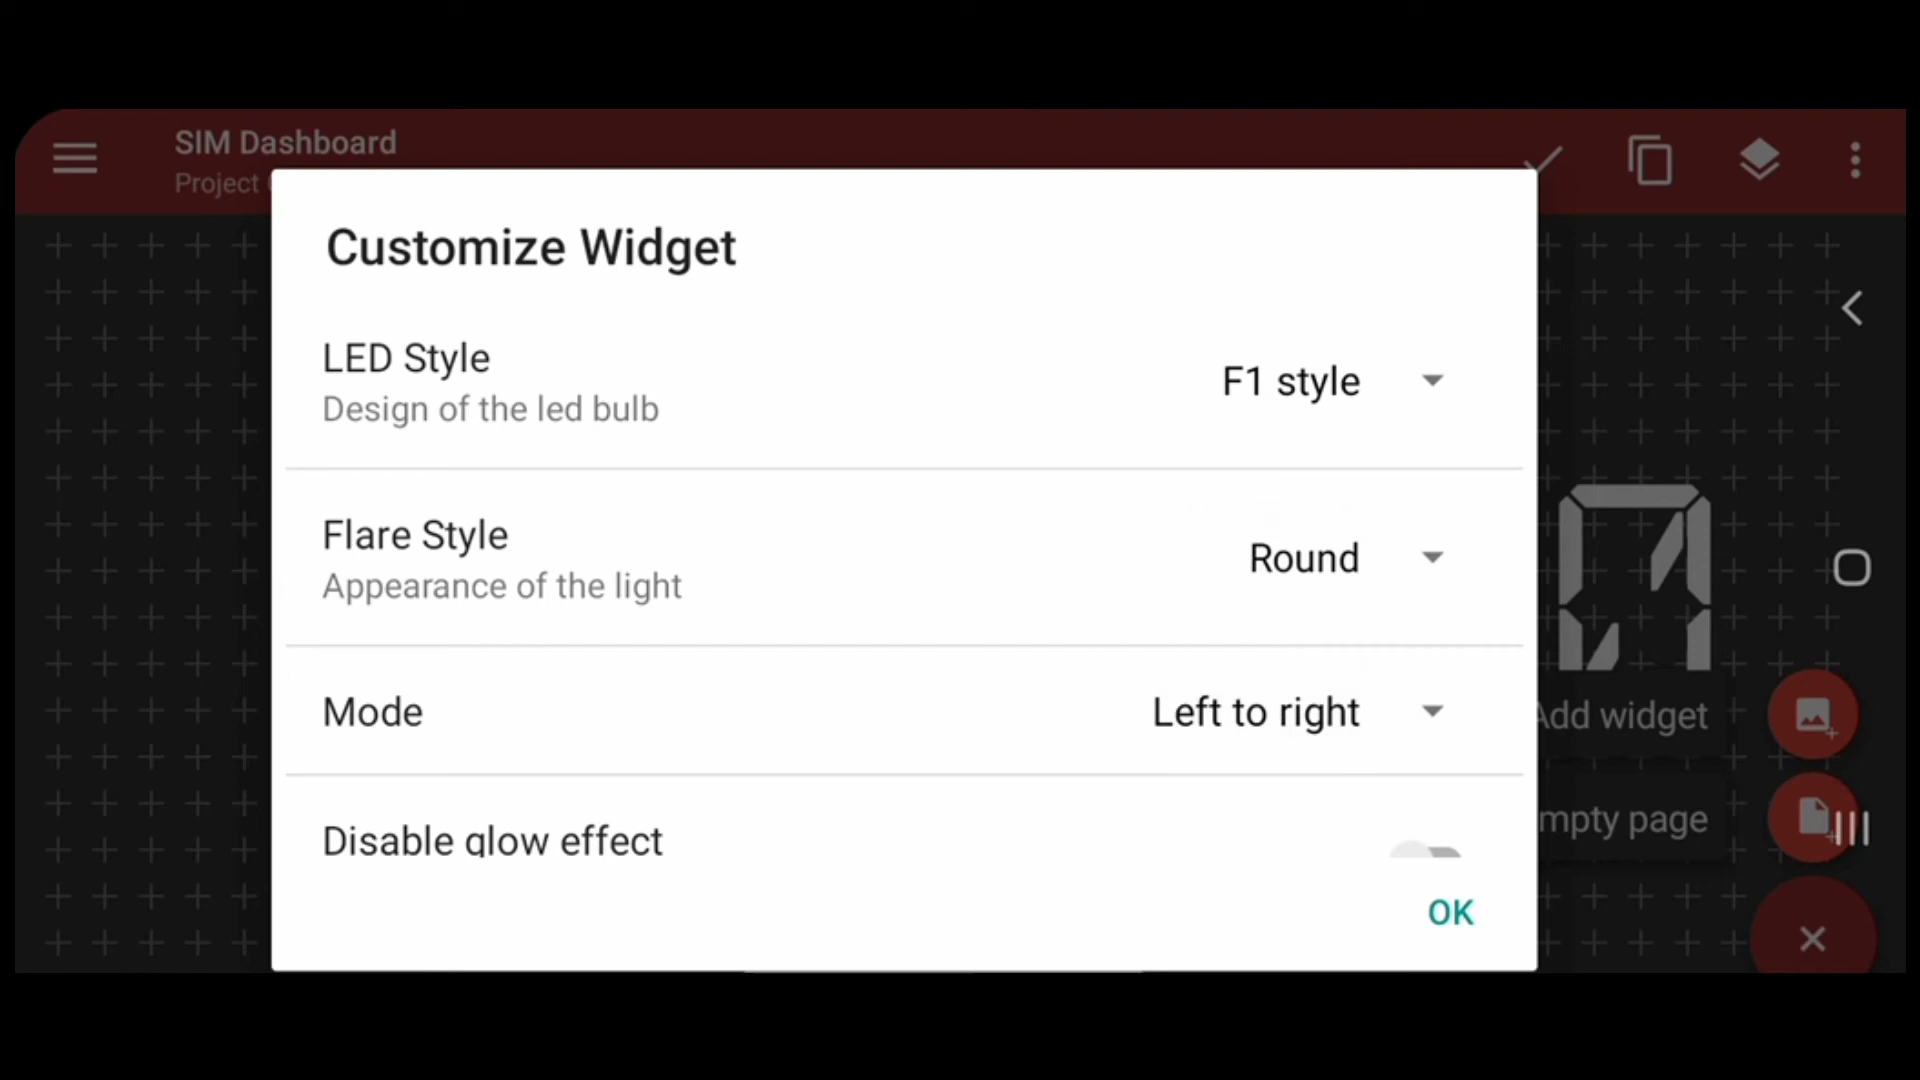 SIM Dashboard
Project
Customize Widget
LED Style
Design of the led bulb
F1 style
Flare Style
Appearance of the light
Round
Mode
Left to right
Add widget
mpty page
Disable glow effect
OK